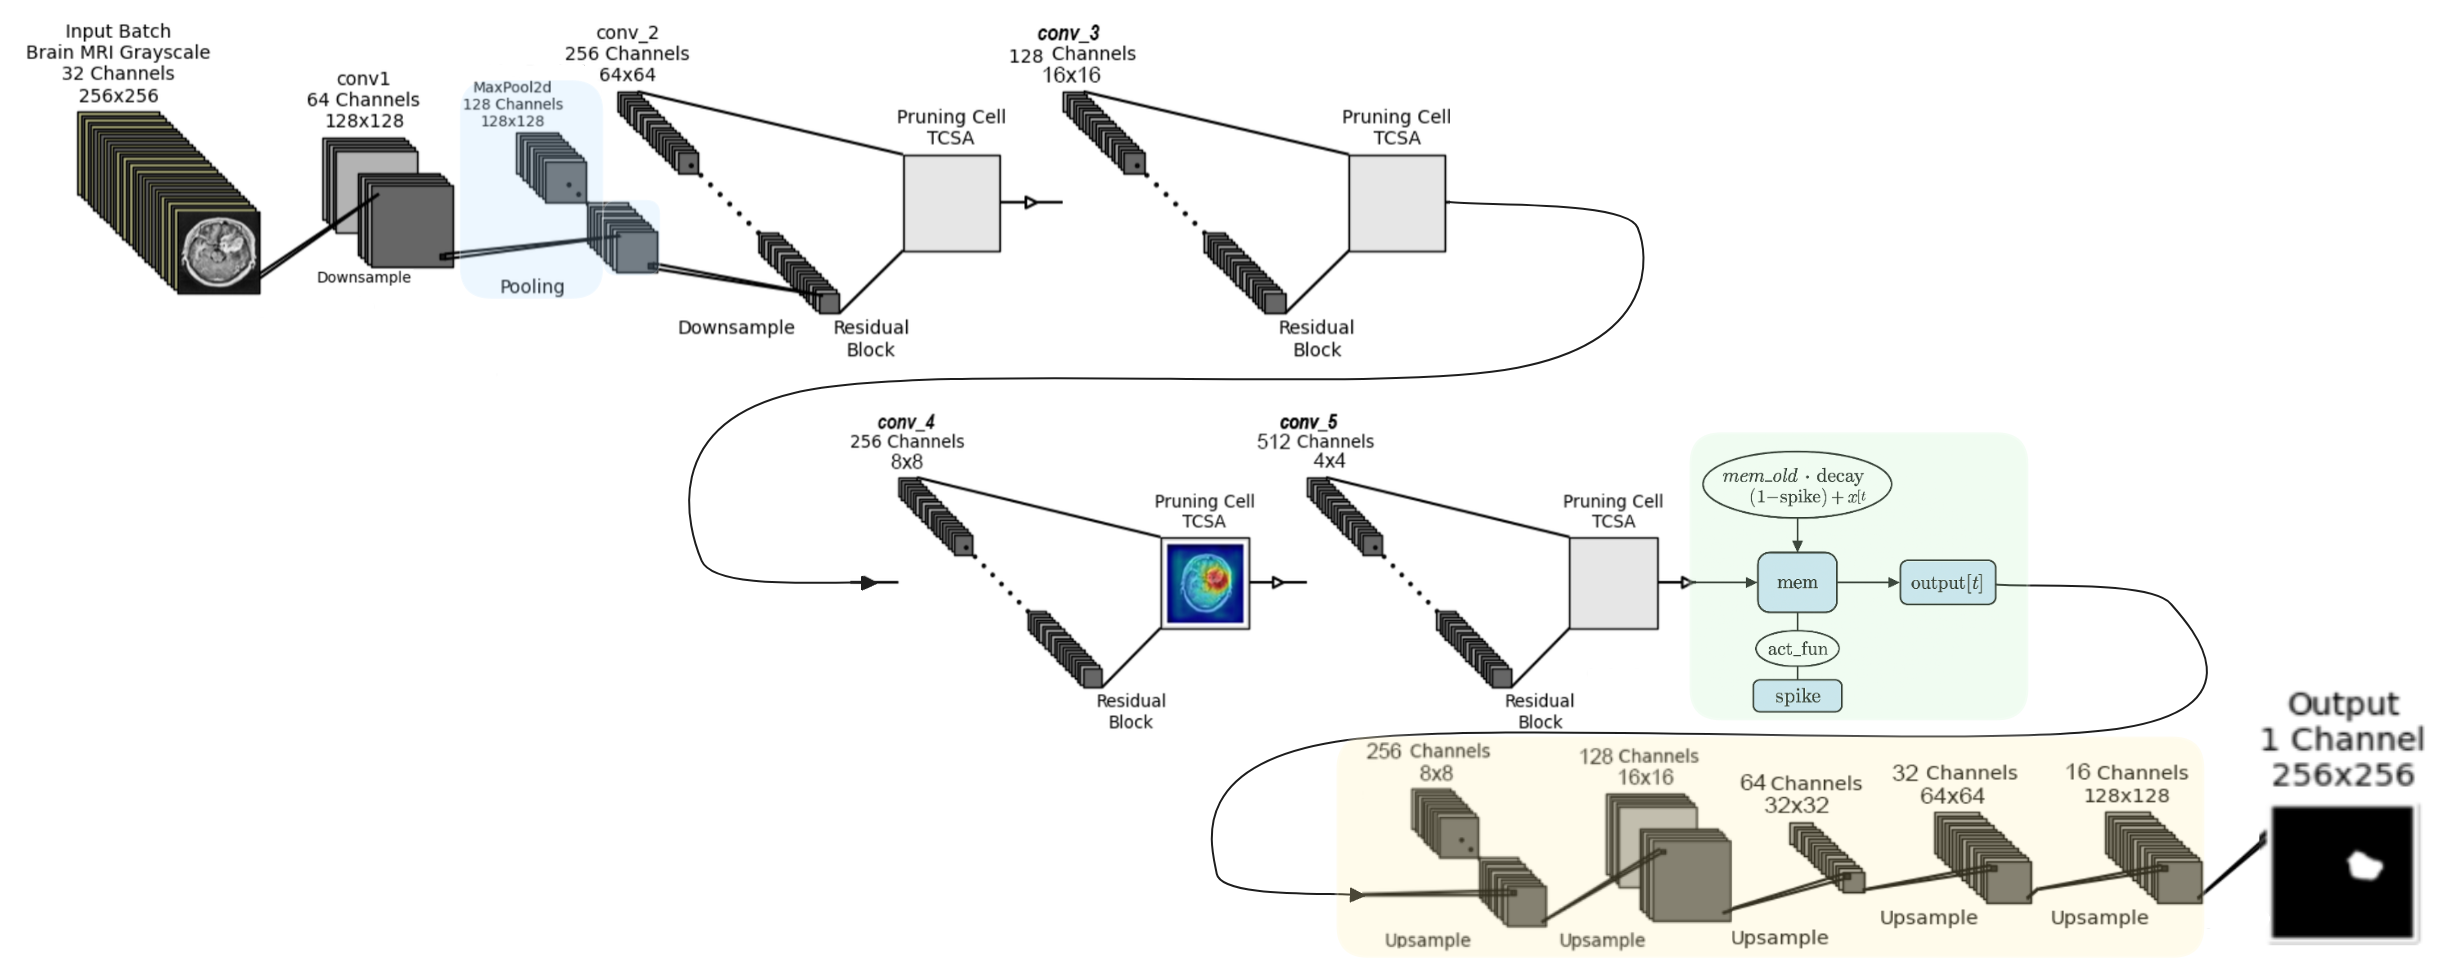 Input Batch
Brain MRI Grayscale
32 Channels
256x256
conv1
64 Channels
128x128
Downsample
MaxPool2d
128 Channels
128x128
Pooling
conv_2
256 Channels
64x64
Downsample
Residual
Block
Pruning Cell
TCSA
conv_3
128 Channels
16x16
Residual
Block
Pruning Cell
TCSA
conv_4
256 Channels
8x8
Residual
Block
Pruning Cell
TCSA
conv_5
512 Channels
4x4
Residual
Block
Pruning Cell
TCSA
mem_old · decay
(1−spike) + x[t
mem
output[t]
act_fun
spike
256 Channels
8x8
Upsample
128 Channels
16x16
Upsample
64 Channels
32x32
Upsample
32 Channels
64x64
Upsample
16 Channels
128x128
Upsample
Output
1 Channel
256x256